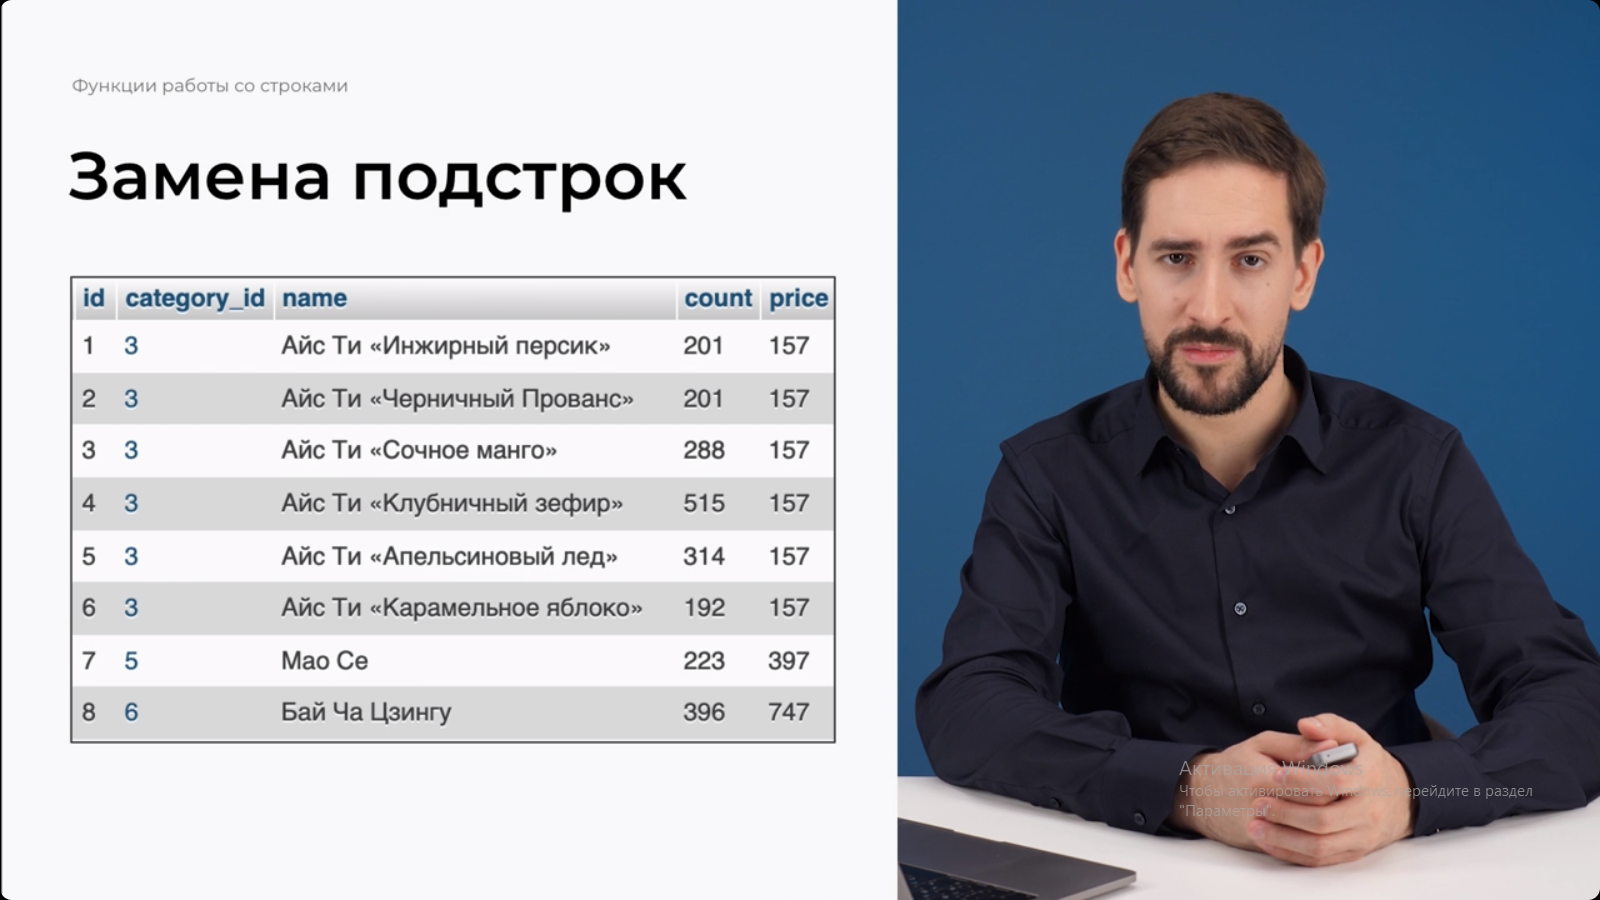 Функции работы со строками
Замена подстрок
id category_id name count price
1 3 Айс Ти «Инжирный персик» 201 157
2 3 Айс Ти «Черничный Прованс» 201 157
3 3 Айс Ти «Сочное манго» 288 157
4 3 Айс Ти «Клубничный зефир» 515 157
5 3 Айс Ти «Апельсиновый лед» 314 157
6 3 Айс Ти «Карамельное яблоко» 192 157
7 5 Мао Се 223 397
8 6 Бай Ча Цзингу 396 747
Активация Windows
Чтобы активировать Windows, перейдите в раздел
"Параметры".